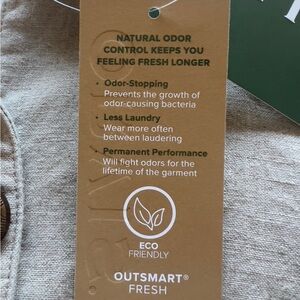 NATURAL ODOR
CONTROL KEEPS YOU
FEELING FRESH LONGER
• Odor-Stopping
Prevents the growth of
odor-causing bacteria
• Less Laundry
Wear more often
between laudering
• Permanent Performance
Will fight odors for the
lifetime of the garment
ECO
FRIENDLY
OUTSMART®
FRESH